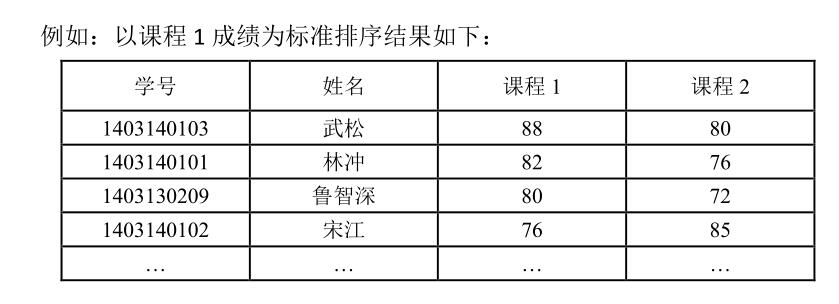 例如：以课程 1 成绩为标准排序结果如下：
学号 姓名 课程 1 课程 2
1403140103 武松 88 80
1403140101 林冲 82 76
1403130209 鲁智深 80 72
1403140102 宋江 76 85
… … … …